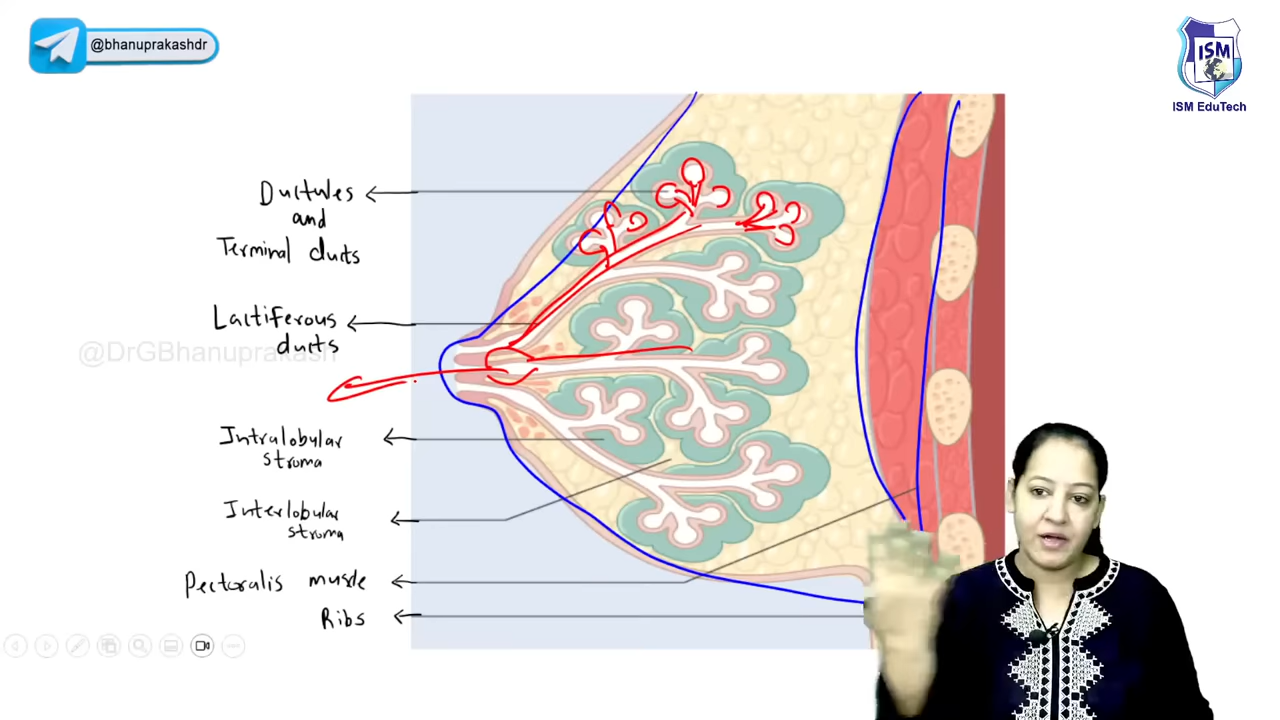 @bhanuprakashdr
ISM
ISM EduTech
Ductules
and
Terminal ducts
Lactiferous
ducts
@DrGBhanuprakash
Intralobular
stroma
Interlobular
stroma
Pectoralis muscle
Ribs